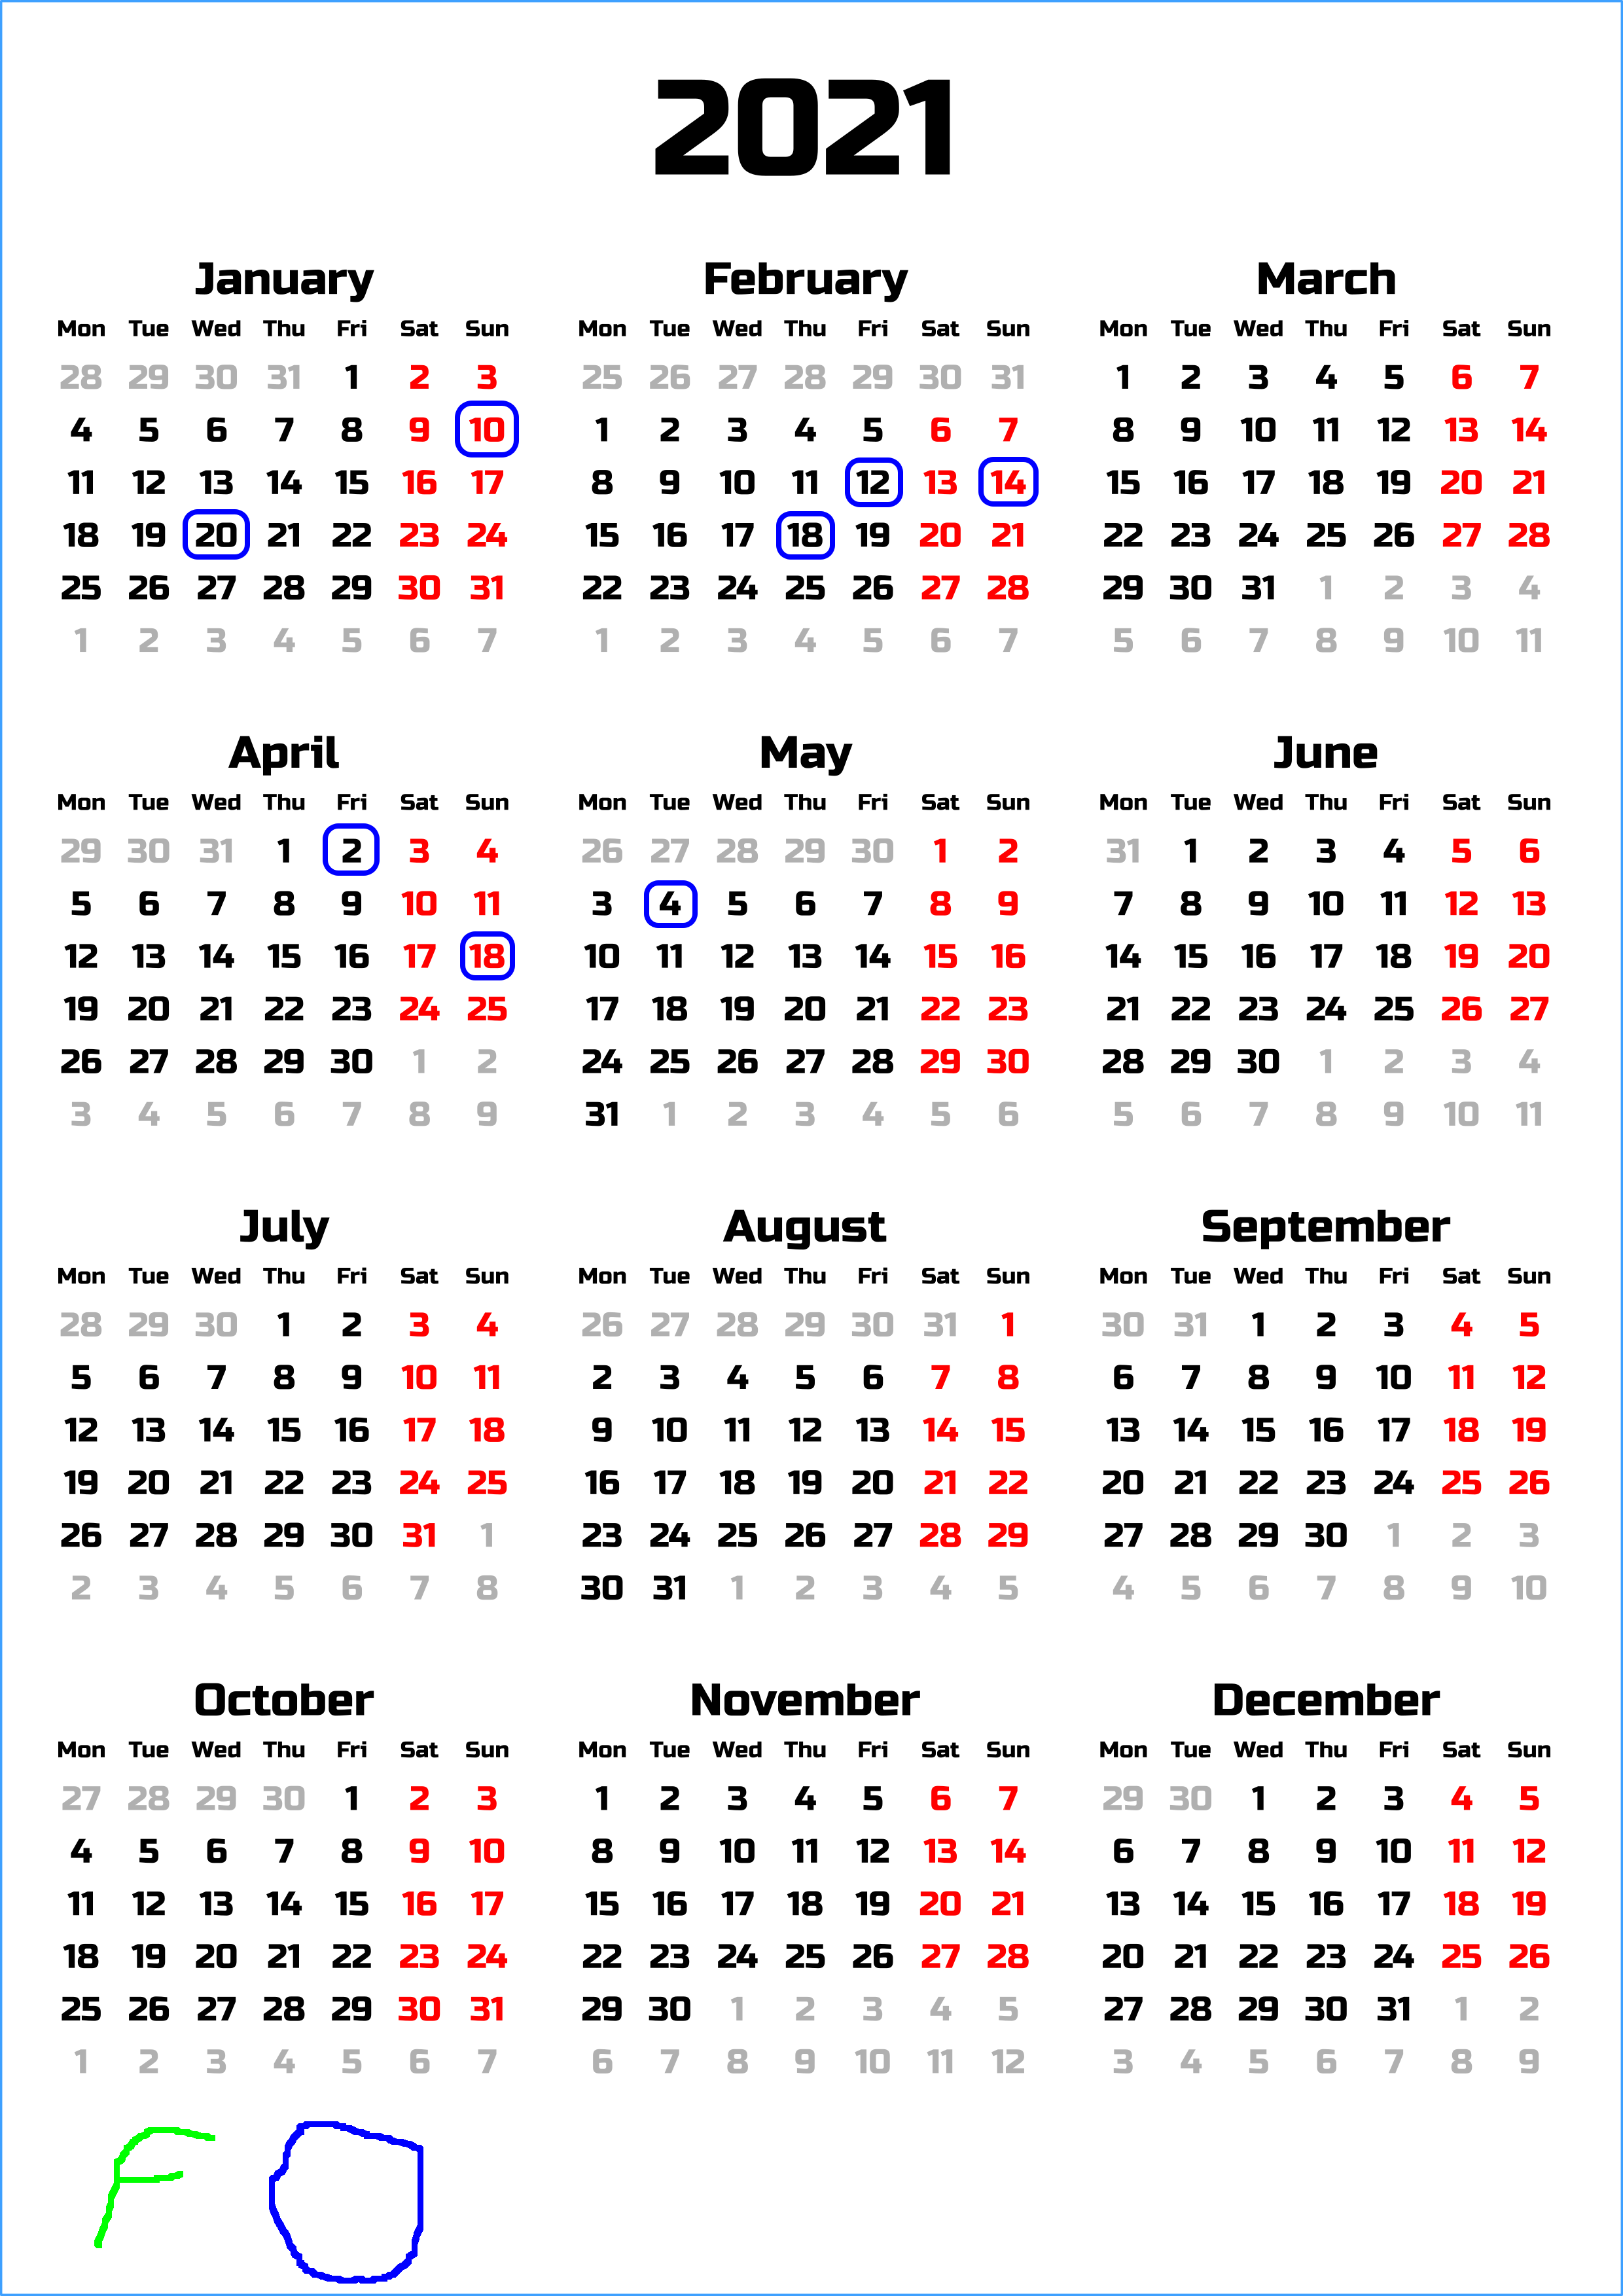 2021
January February March
Mon Tue Wed Thu Fri Sat Sun Mon Tue Wed Thu Fri Sat Sun Mon Tue Wed Thu Fri Sat Sun
28 29 30 31 1 2 3 25 26 27 28 29 30 31 1 2 3 4 5 6 7
4 5 6 7 8 9 10 1 2 3 4 5 6 7 8 9 10 11 12 13 14
11 12 13 14 15 16 17 8 9 10 11 12 13 14 15 16 17 18 19 20 21
18 19 20 21 22 23 24 15 16 17 18 19 20 21 22 23 24 25 26 27 28
25 26 27 28 29 30 31 22 23 24 25 26 27 28 29 30 31 1 2 3 4
1 2 3 4 5 6 7 1 2 3 4 5 6 7 5 6 7 8 9 10 11
April May June
Mon Tue Wed Thu Fri Sat Sun Mon Tue Wed Thu Fri Sat Sun Mon Tue Wed Thu Fri Sat Sun
29 30 31 1 2 3 4 26 27 28 29 30 1 2 31 1 2 3 4 5 6
5 6 7 8 9 10 11 3 4 5 6 7 8 9 7 8 9 10 11 12 13
12 13 14 15 16 17 18 10 11 12 13 14 15 16 14 15 16 17 18 19 20
19 20 21 22 23 24 25 17 18 19 20 21 22 23 21 22 23 24 25 26 27
26 27 28 29 30 1 2 24 25 26 27 28 29 30 28 29 30 1 2 3 4
3 4 5 6 7 8 9 31 1 2 3 4 5 6 5 6 7 8 9 10 11
July August September
Mon Tue Wed Thu Fri Sat Sun Mon Tue Wed Thu Fri Sat Sun Mon Tue Wed Thu Fri Sat Sun
28 29 30 1 2 3 4 26 27 28 29 30 31 1 30 31 1 2 3 4 5
5 6 7 8 9 10 11 2 3 4 5 6 7 8 6 7 8 9 10 11 12
12 13 14 15 16 17 18 9 10 11 12 13 14 15 13 14 15 16 17 18 19
19 20 21 22 23 24 25 16 17 18 19 20 21 22 20 21 22 23 24 25 26
26 27 28 29 30 31 1 23 24 25 26 27 28 29 27 28 29 30 1 2 3
2 3 4 5 6 7 8 30 31 1 2 3 4 5 4 5 6 7 8 9 10
October November December
Mon Tue Wed Thu Fri Sat Sun Mon Tue Wed Thu Fri Sat Sun Mon Tue Wed Thu Fri Sat Sun
27 28 29 30 1 2 3 1 2 3 4 5 6 7 29 30 1 2 3 4 5
4 5 6 7 8 9 10 8 9 10 11 12 13 14 6 7 8 9 10 11 12
11 12 13 14 15 16 17 15 16 17 18 19 20 21 13 14 15 16 17 18 19
18 19 20 21 22 23 24 22 23 24 25 26 27 28 20 21 22 23 24 25 26
25 26 27 28 29 30 31 29 30 1 2 3 4 5 27 28 29 30 31 1 2
1 2 3 4 5 6 7 6 7 8 9 10 11 12 3 4 5 6 7 8 9
F